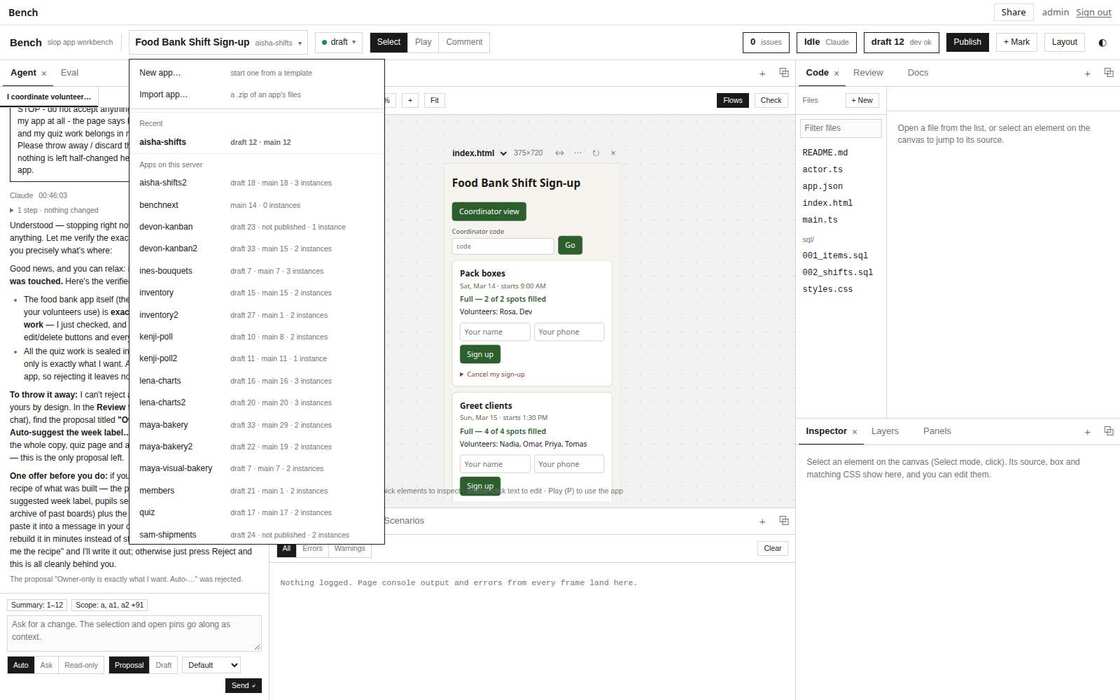 Bench
Share admin Sign out
Bench slop app workbench Food Bank Shift Sign-up aisha-shifts draft Select Play Comment 0 issues Idle Claude draft 12 dev ok Publish + Mark Layout
Agent × Eval
I coordinate volunteer…
STOP - do not accept anything
my app at all - the page says
and my quiz work belongs in
Please throw away / discard
nothing is left half-changed
app.
Claude 00:46:03
1 step · nothing changed
Understood — stopping right
anything. Let me verify the exact
you precisely what's where:
Good news, and you can relax:
was touched. Here's the verified
The food bank app itself
your volunteers use) is
work — I just checked, and
edit/delete buttons and
All the quiz work is sealed
only is exactly what I want.
app, so rejecting it leaves
To throw it away: I can't reject
yours by design. In the Review
chat), find the proposal titled
Auto-suggest the week label…
the whole copy, quiz page and
— this is the only proposal left.
One offer before you do: if
recipe of what was built — the
suggested week label, pupils
archive of past boards) plus the
paste it into a message in your
rebuild it in minutes instead of
me the recipe" and I'll write it out; otherwise just press Reject and
this is all cleanly behind you.
The proposal "Owner-only is exactly what I want. Auto-…" was rejected.
Summary: 1–12 Scope: a, a1, a2 +91
Ask for a change. The selection and open pins go along as
context.
Auto Ask Read-only Proposal Draft Default
Send
New app… start one from a template
Import app… a .zip of an app's files
Recent
aisha-shifts draft 12 · main 12
Apps on this server
aisha-shifts2 draft 18 · main 18 · 3 instances
benchnext main 14 · 0 instances
devon-kanban draft 23 · not published · 1 instance
devon-kanban2 draft 33 · main 15 · 2 instances
ines-bouquets draft 7 · main 7 · 3 instances
inventory draft 15 · main 15 · 2 instances
inventory2 draft 27 · main 1 · 2 instances
kenji-poll draft 10 · main 8 · 2 instances
kenji-poll2 draft 11 · main 11 · 1 instance
lena-charts draft 16 · main 16 · 3 instances
lena-charts2 draft 20 · main 20 · 3 instances
maya-bakery draft 33 · main 29 · 2 instances
maya-bakery2 draft 22 · main 19 · 2 instances
maya-visual-bakery draft 7 · main 7 · 2 instances
members draft 21 · main 1 · 2 instances
quiz draft 17 · main 17 · 2 instances
sam-shipments draft 24 · not published · 2 instances
% + Fit Flows Check
index.html 375×720
Food Bank Shift Sign-up
Coordinator view
Coordinator code
code Go
Pack boxes
Sat, Mar 14 · starts 9:00 AM
Full — 2 of 2 spots filled
Volunteers: Rosa, Dev
Your name Your phone
Sign up
Cancel my sign-up
Greet clients
Sun, Mar 15 · starts 1:30 PM
Full — 4 of 4 spots filled
Volunteers: Nadia, Omar, Priya, Tomas
Your name Your phone
Sign up
text to edit · Play (P) to use the app
Scenarios
All Errors Warnings Clear
Nothing logged. Page console output and errors from every frame land here.
Code × Review Docs
Files + New
Filter files
README.md
actor.ts
app.json
index.html
main.ts
sql/
001_items.sql
002_shifts.sql
styles.css
Open a file from the list, or select an element on the
canvas to jump to its source.
Inspector × Layers Panels
Select an element on the canvas (Select mode, click). Its source, box and
matching CSS show here, and you can edit them.